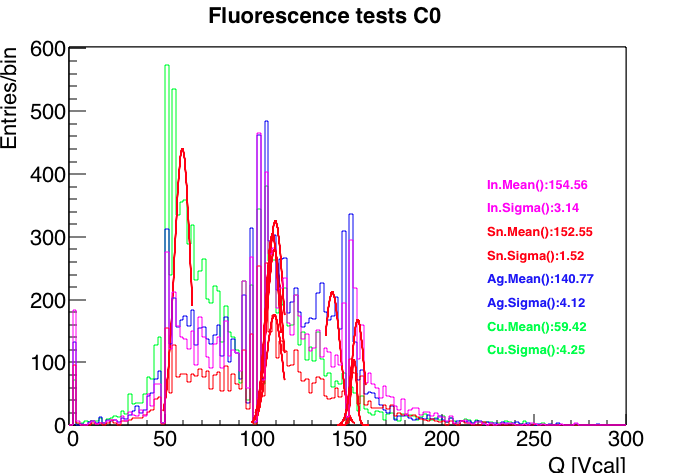 Fluorescence tests C0
Entries/bin
600
500
400
300
200
100
0
In.Mean():154.56
In.Sigma():3.14
Sn.Mean():152.55
Sn.Sigma():1.52
Ag.Mean():140.77
Ag.Sigma():4.12
Cu.Mean():59.42
Cu.Sigma():4.25
0 50 100 150 200 250 300
Q [Vcal]